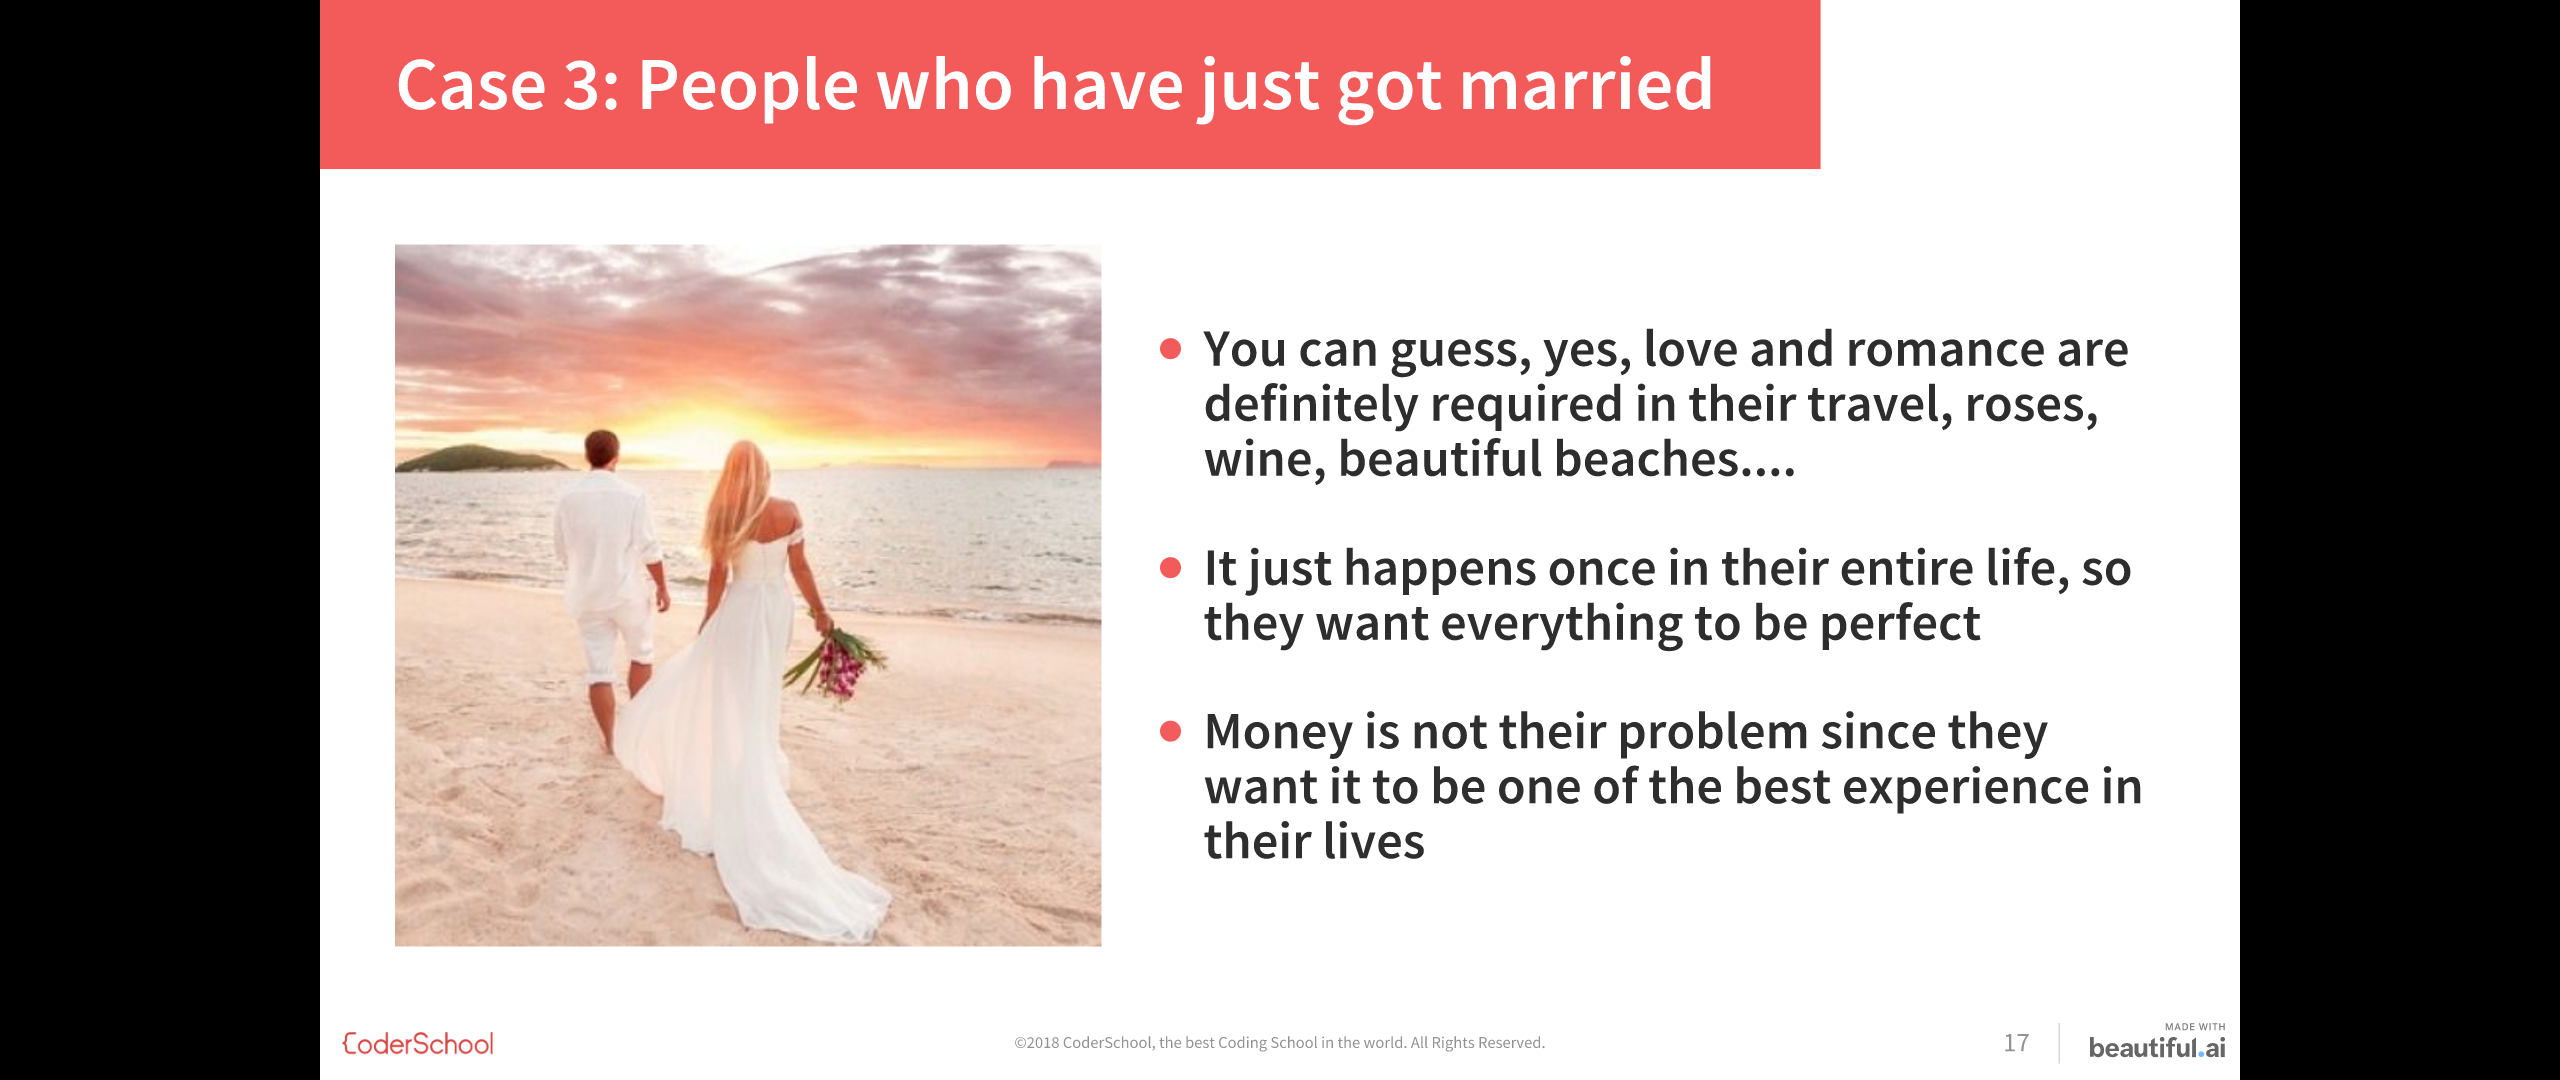 Case 3: People who have just got married
You can guess, yes, love and romance are
definitely required in their travel, roses,
wine, beautiful beaches....
It just happens once in their entire life, so
they want everything to be perfect
Money is not their problem since they
want it to be one of the best experience in
their lives
CoderSchool
©2018 CoderSchool, the best Coding School in the world. All Rights Reserved.
17
MADE WITH
beautiful.ai